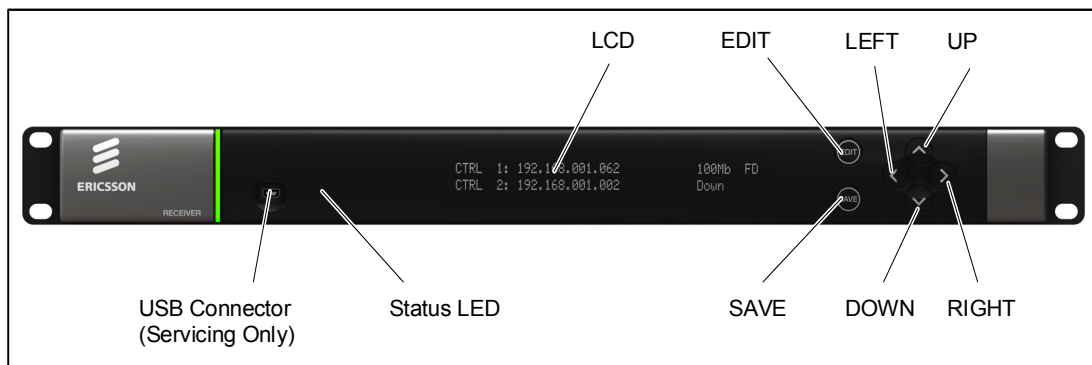 LCD EDIT LEFT UP
EDIT
CTRL 1: 192.168.001.062 100Mb FD
CTRL 2: 192.168.001.002 Down
ERICSSON
SAVE
RECEIVER
USB Connector Status LED SAVE DOWN RIGHT
(Servicing Only)